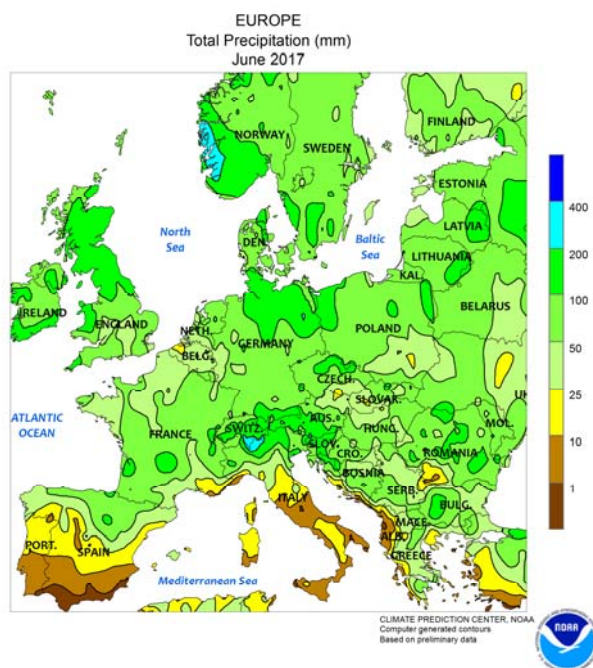 EUROPE
Total Precipitation (mm)
June 2017
FINLAND
NORWAY
SWEDEN
ESTONIA
North
Sea
Baltic
Sea
LATVIA
DEN.
LITHUANIA
KAL.
IRELAND
ENGLAND
NETH.
BELG.
GERMANY
POLAND
BELARUS
CZECH.
SLOVAK.
ATLANTIC
OCEAN
FRANCE
SWITZ.
AUS.
HUNG.
MOL.
SLOV.
CRO.
ROMANIA
BOSNIA
SERB.
ITALY
BULG.
PORT.
SPAIN
MACE.
ALB.
GREECE
Mediterranean Sea
400
200
100
50
25
10
1
CLIMATE PREDICTION CENTER, NOAA
Computer generated contours
Based on preliminary data
NOAA